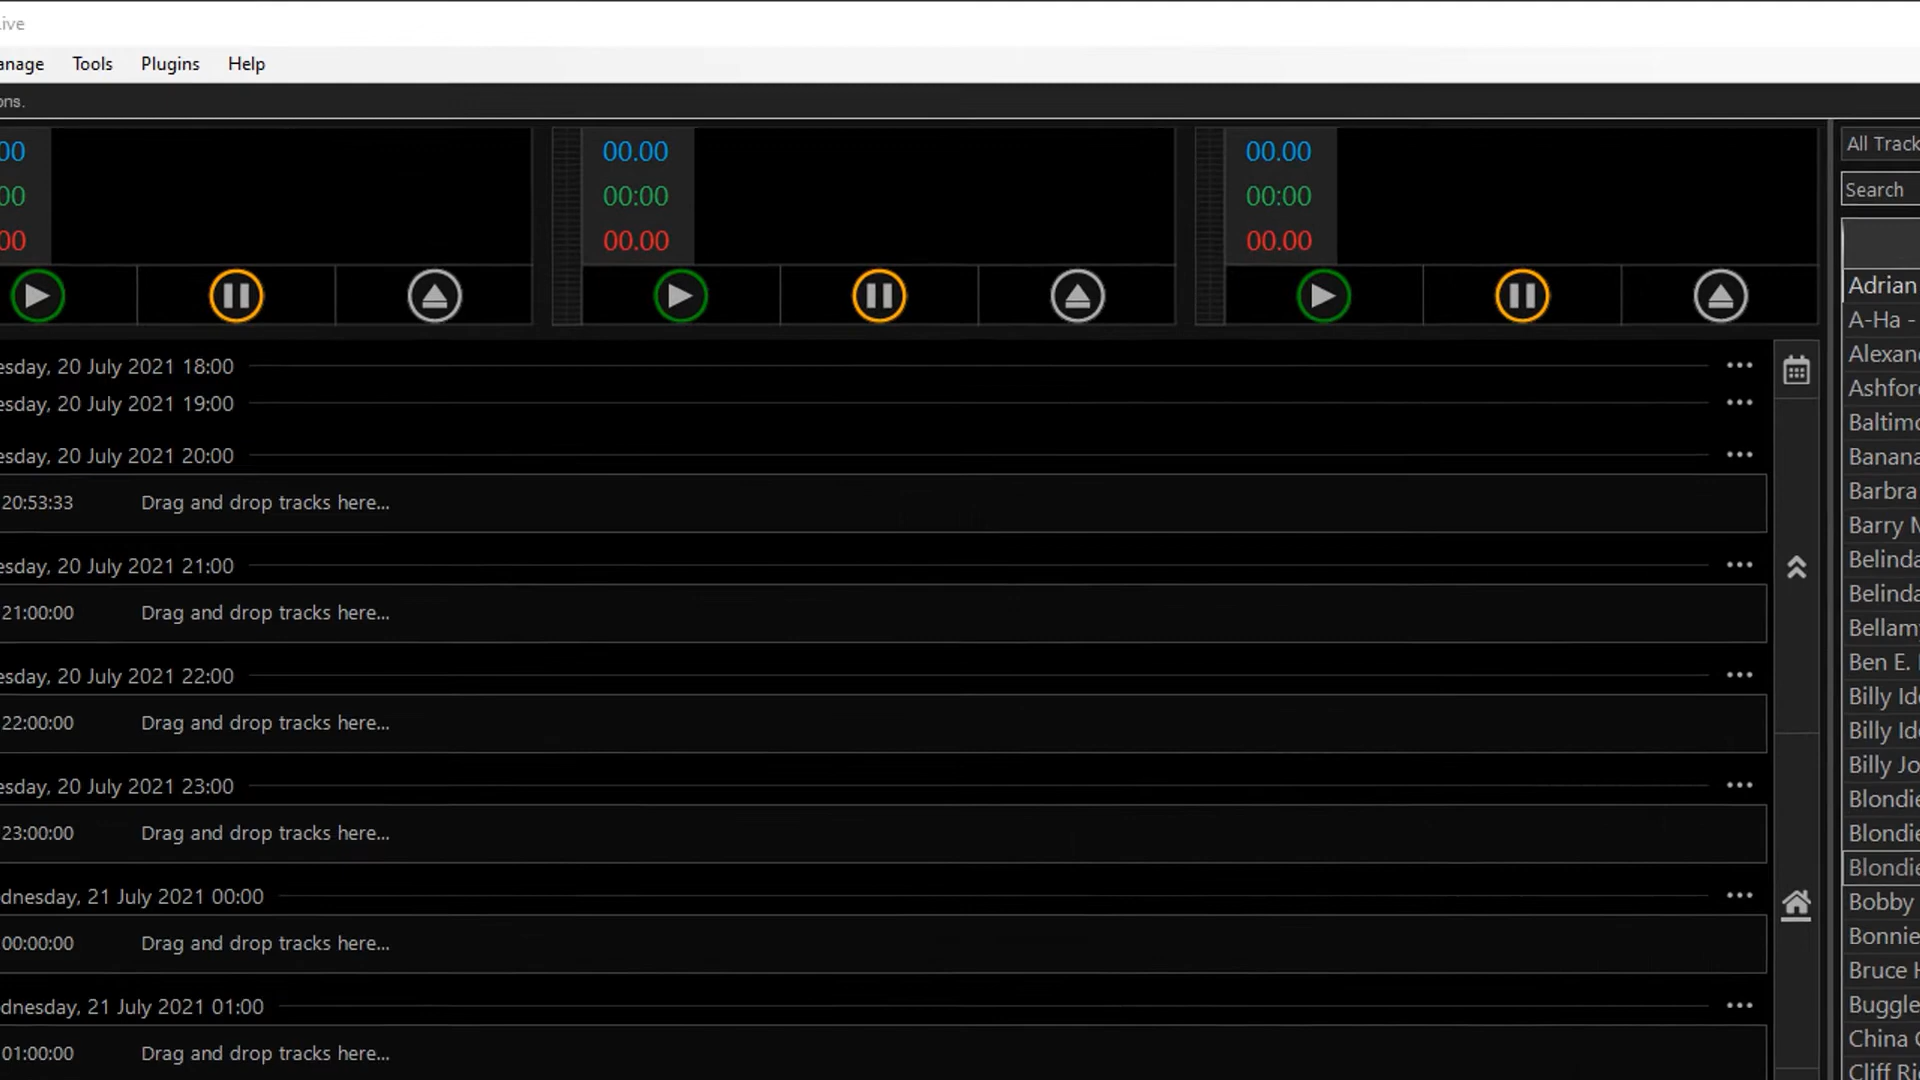 ive
anage Tools Plugins Help
ons.
00 00.00 00.00 All Track
00 00:00 00:00 Search
00 00.00 00.00
esday, 20 July 2021 18:00
esday, 20 July 2021 19:00
esday, 20 July 2021 20:00
20:53:33 Drag and drop tracks here...
esday, 20 July 2021 21:00
21:00:00 Drag and drop tracks here...
esday, 20 July 2021 22:00
22:00:00 Drag and drop tracks here...
esday, 20 July 2021 23:00
23:00:00 Drag and drop tracks here...
dnesday, 21 July 2021 00:00
00:00:00 Drag and drop tracks here...
dnesday, 21 July 2021 01:00
01:00:00 Drag and drop tracks here...
Adrian
A-Ha -
Alexan
Ashford
Baltimo
Banana
Barbra
Barry M
Belinda
Belinda
Bellamy
Ben E.
Billy Ido
Billy Ido
Billy Jo
Blondie
Blondie
Blondie
Bobby
Bonnie
Bruce H
Buggle
China C
Cliff Ri